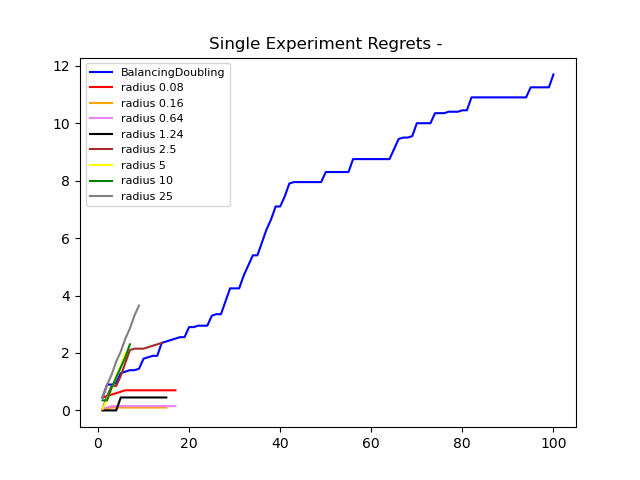 Single Experiment Regrets -
12
10
8
6
4
2
0
BalancingDoubling
radius 0.08
radius 0.16
radius 0.64
radius 1.24
radius 2.5
radius 5
radius 10
radius 25
0 20 40 60 80 100